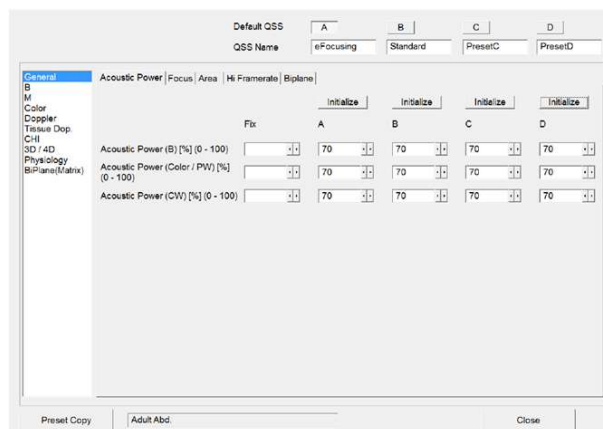 Default QSS A B C D
QSS Name eFocusing Standard PresetC PresetD
General
B
M
Color
Doppler
Tissue Dop.
CHI
3D / 4D
Physiology
BiPlane(Matrix)
Acoustic Power Focus Area Hi Framerate Biplane
Initialize Initialize Initialize Initialize
Fix A B C D
Acoustic Power (B) [%] (0 - 100) 70 70 70 70
Acoustic Power (Color / PW) [%]
(0 - 100) 70 70 70 70
Acoustic Power (CW) [%] (0 - 100) 70 70 70 70
Preset Copy Adult Abd. Close